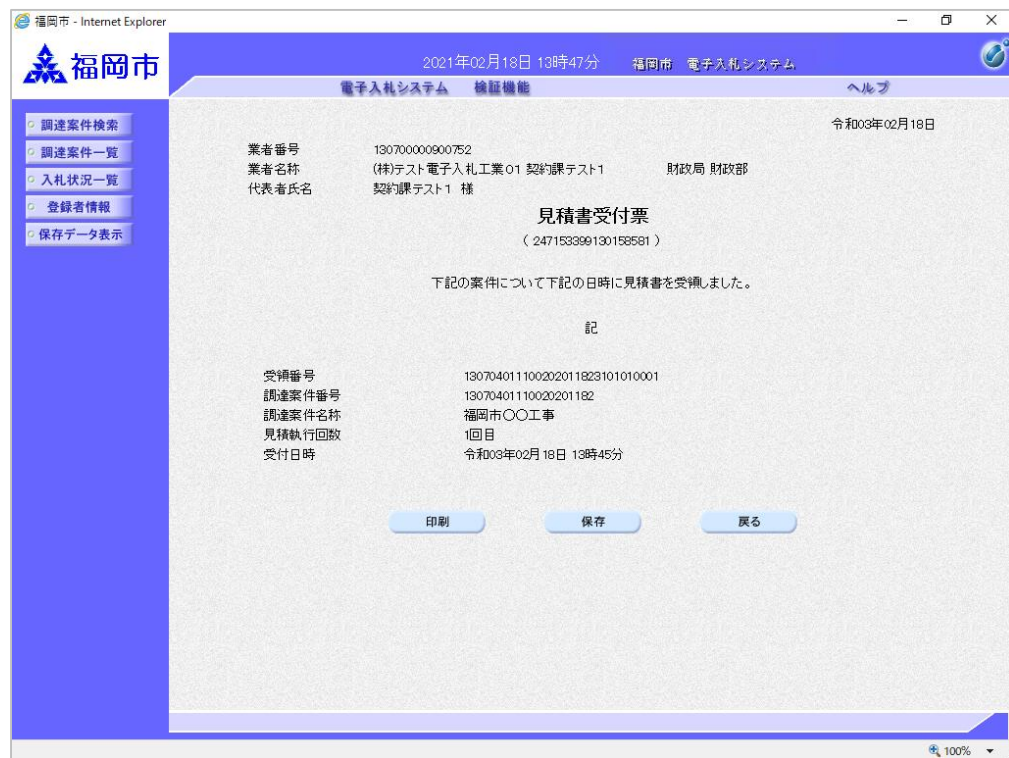 福岡市 - Internet Explorer
福岡市
2021年02月18日 13時47分 福岡市 電子入札システム
電子入札システム 検証機能 ヘルプ
調達案件検索
調達案件一覧
入札状況一覧
登録者情報
保存データ表示
令和03年02月18日
業者番号 130700000900752
業者名称 (株)テスト電子入札工業01 契約課テスト1 財政局 財政部
代表者氏名 契約課テスト1 様
見積書受付票
( 247153399130158581 )
下記の案件について下記の日時に見積書を受領しました。
記
受領番号 13070401110020201182310101​0001
調達案件番号 13070401110020201182
調達案件名称 福岡市〇〇工事
見積執行回数 1回目
受付日時 令和03年02月18日 13時45分
印刷 保存 戻る
100%